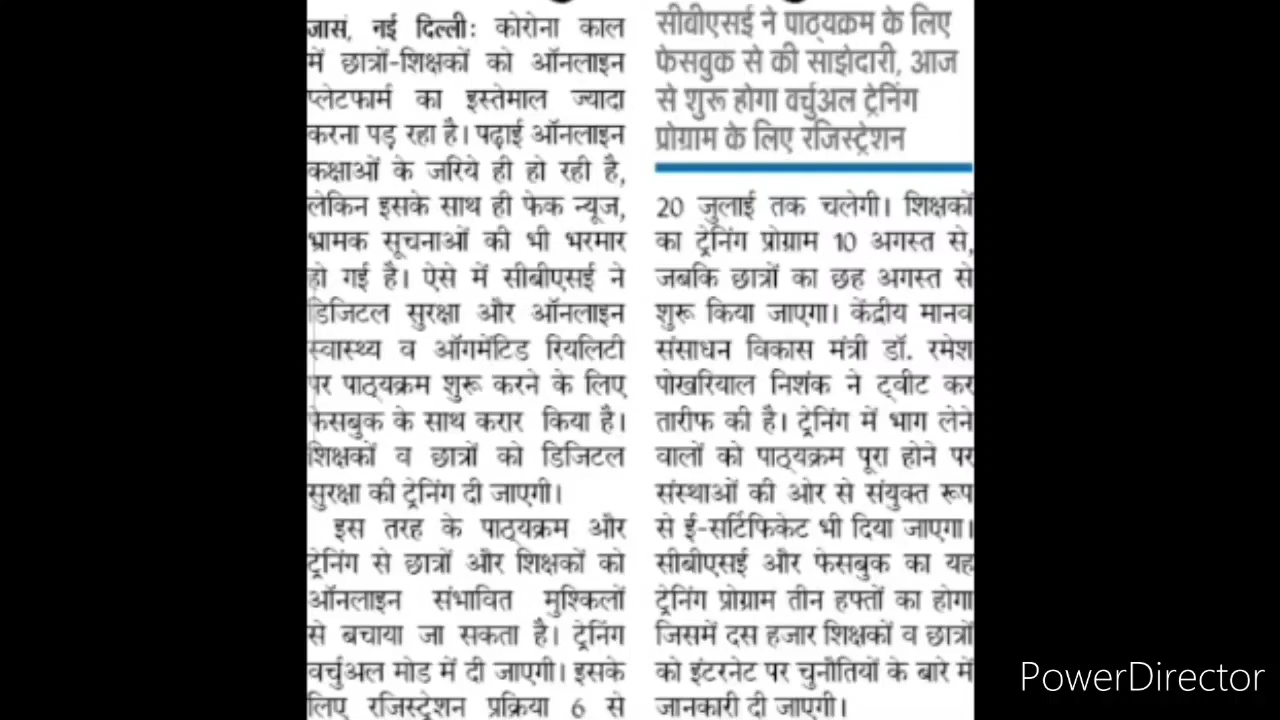 जासं, नई दिल्ली: कोरोना काल
में छात्रों-शिक्षकों को ऑनलाइन
प्लेटफार्म का इस्तेमाल ज्यादा
करना पड़ रहा है। पढ़ाई ऑनलाइन
कक्षाओं के जरिये ही हो रही है,
लेकिन इसके साथ ही फेक न्यूज,
भ्रामक सूचनाओं की भी भरमार
हो गई है। ऐसे में सीबीएसई ने
डिजिटल सुरक्षा और ऑनलाइन
स्वास्थ्य व ऑगमेंटिड रियलिटी
पर पाठ्यक्रम शुरू करने के लिए
फेसबुक के साथ करार किया है।
शिक्षकों व छात्रों को डिजिटल
सुरक्षा की ट्रेनिंग दी जाएगी।
इस तरह के पाठ्यक्रम और
ट्रेनिंग से छात्रों और शिक्षकों को
ऑनलाइन संभावित मुश्किलों
से बचाया जा सकता है। ट्रेनिंग
वर्चुअल मोड में दी जाएगी। इसके
लिए रजिस्ट्रेशन प्रक्रिया 6 से
सीबीएसई ने पाठ्यक्रम के लिए
फेसबुक से की साझेदारी, आज
से शुरू होगा वर्चुअल ट्रेनिंग
प्रोग्राम के लिए रजिस्ट्रेशन
20 जुलाई तक चलेगी। शिक्षकों
का ट्रेनिंग प्रोग्राम 10 अगस्त से,
जबकि छात्रों का छह अगस्त से
शुरू किया जाएगा। केंद्रीय मानव
संसाधन विकास मंत्री डॉ. रमेश
पोखरियाल निशंक ने ट्वीट कर
तारीफ की है। ट्रेनिंग में भाग लेने
वालों को पाठ्यक्रम पूरा होने पर
संस्थाओं की ओर से संयुक्त रूप
से ई-सर्टिफिकेट भी दिया जाएगा।
सीबीएसई और फेसबुक का यह
ट्रेनिंग प्रोग्राम तीन हफ्तों का होगा
जिसमें दस हजार शिक्षकों व छात्रों
को इंटरनेट पर चुनौतियों के बारे में
जानकारी दी जाएगी।
PowerDirector